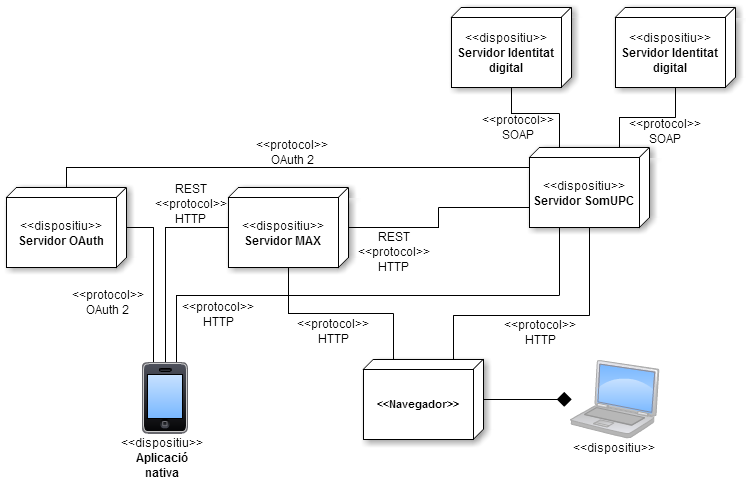 <<dispositiu>>
Servidor Identitat
digital
<<dispositiu>>
Servidor Identitat
digital
<<protocol>>
SOAP
<<protocol>>
SOAP
<<protocol>>
OAuth 2
<<dispositiu>>
Servidor SomUPC
<<dispositiu>>
Servidor OAuth
REST
<<protocol>>
HTTP
<<dispositiu>>
Servidor MAX
REST
<<protocol>>
HTTP
<<protocol>>
OAuth 2
<<protocol>>
HTTP
<<protocol>>
HTTP
<<protocol>>
HTTP
<<Navegador>>
<<dispositiu>>
Aplicació
nativa
<<dispositiu>>